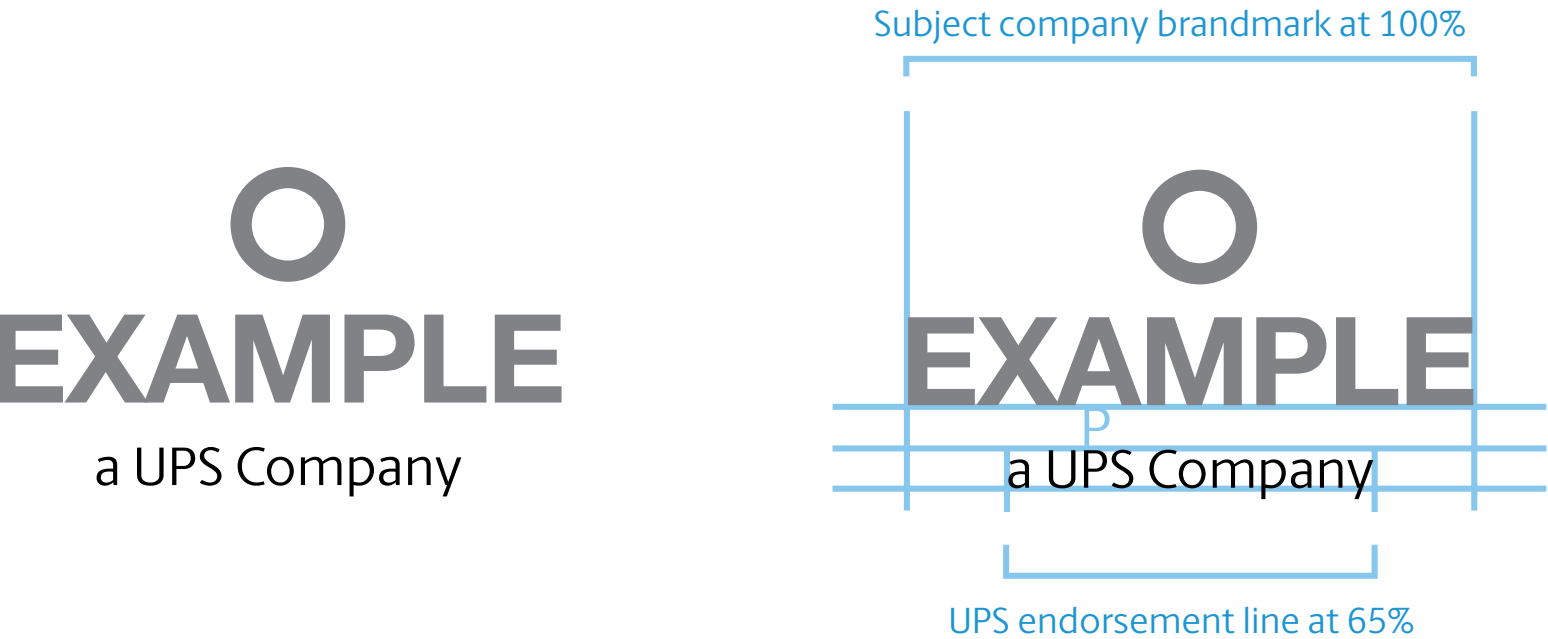 EXAMPLE
a UPS Company
Subject company brandmark at 100%
EXAMPLE
P
a UPS Company
UPS endorsement line at 65%